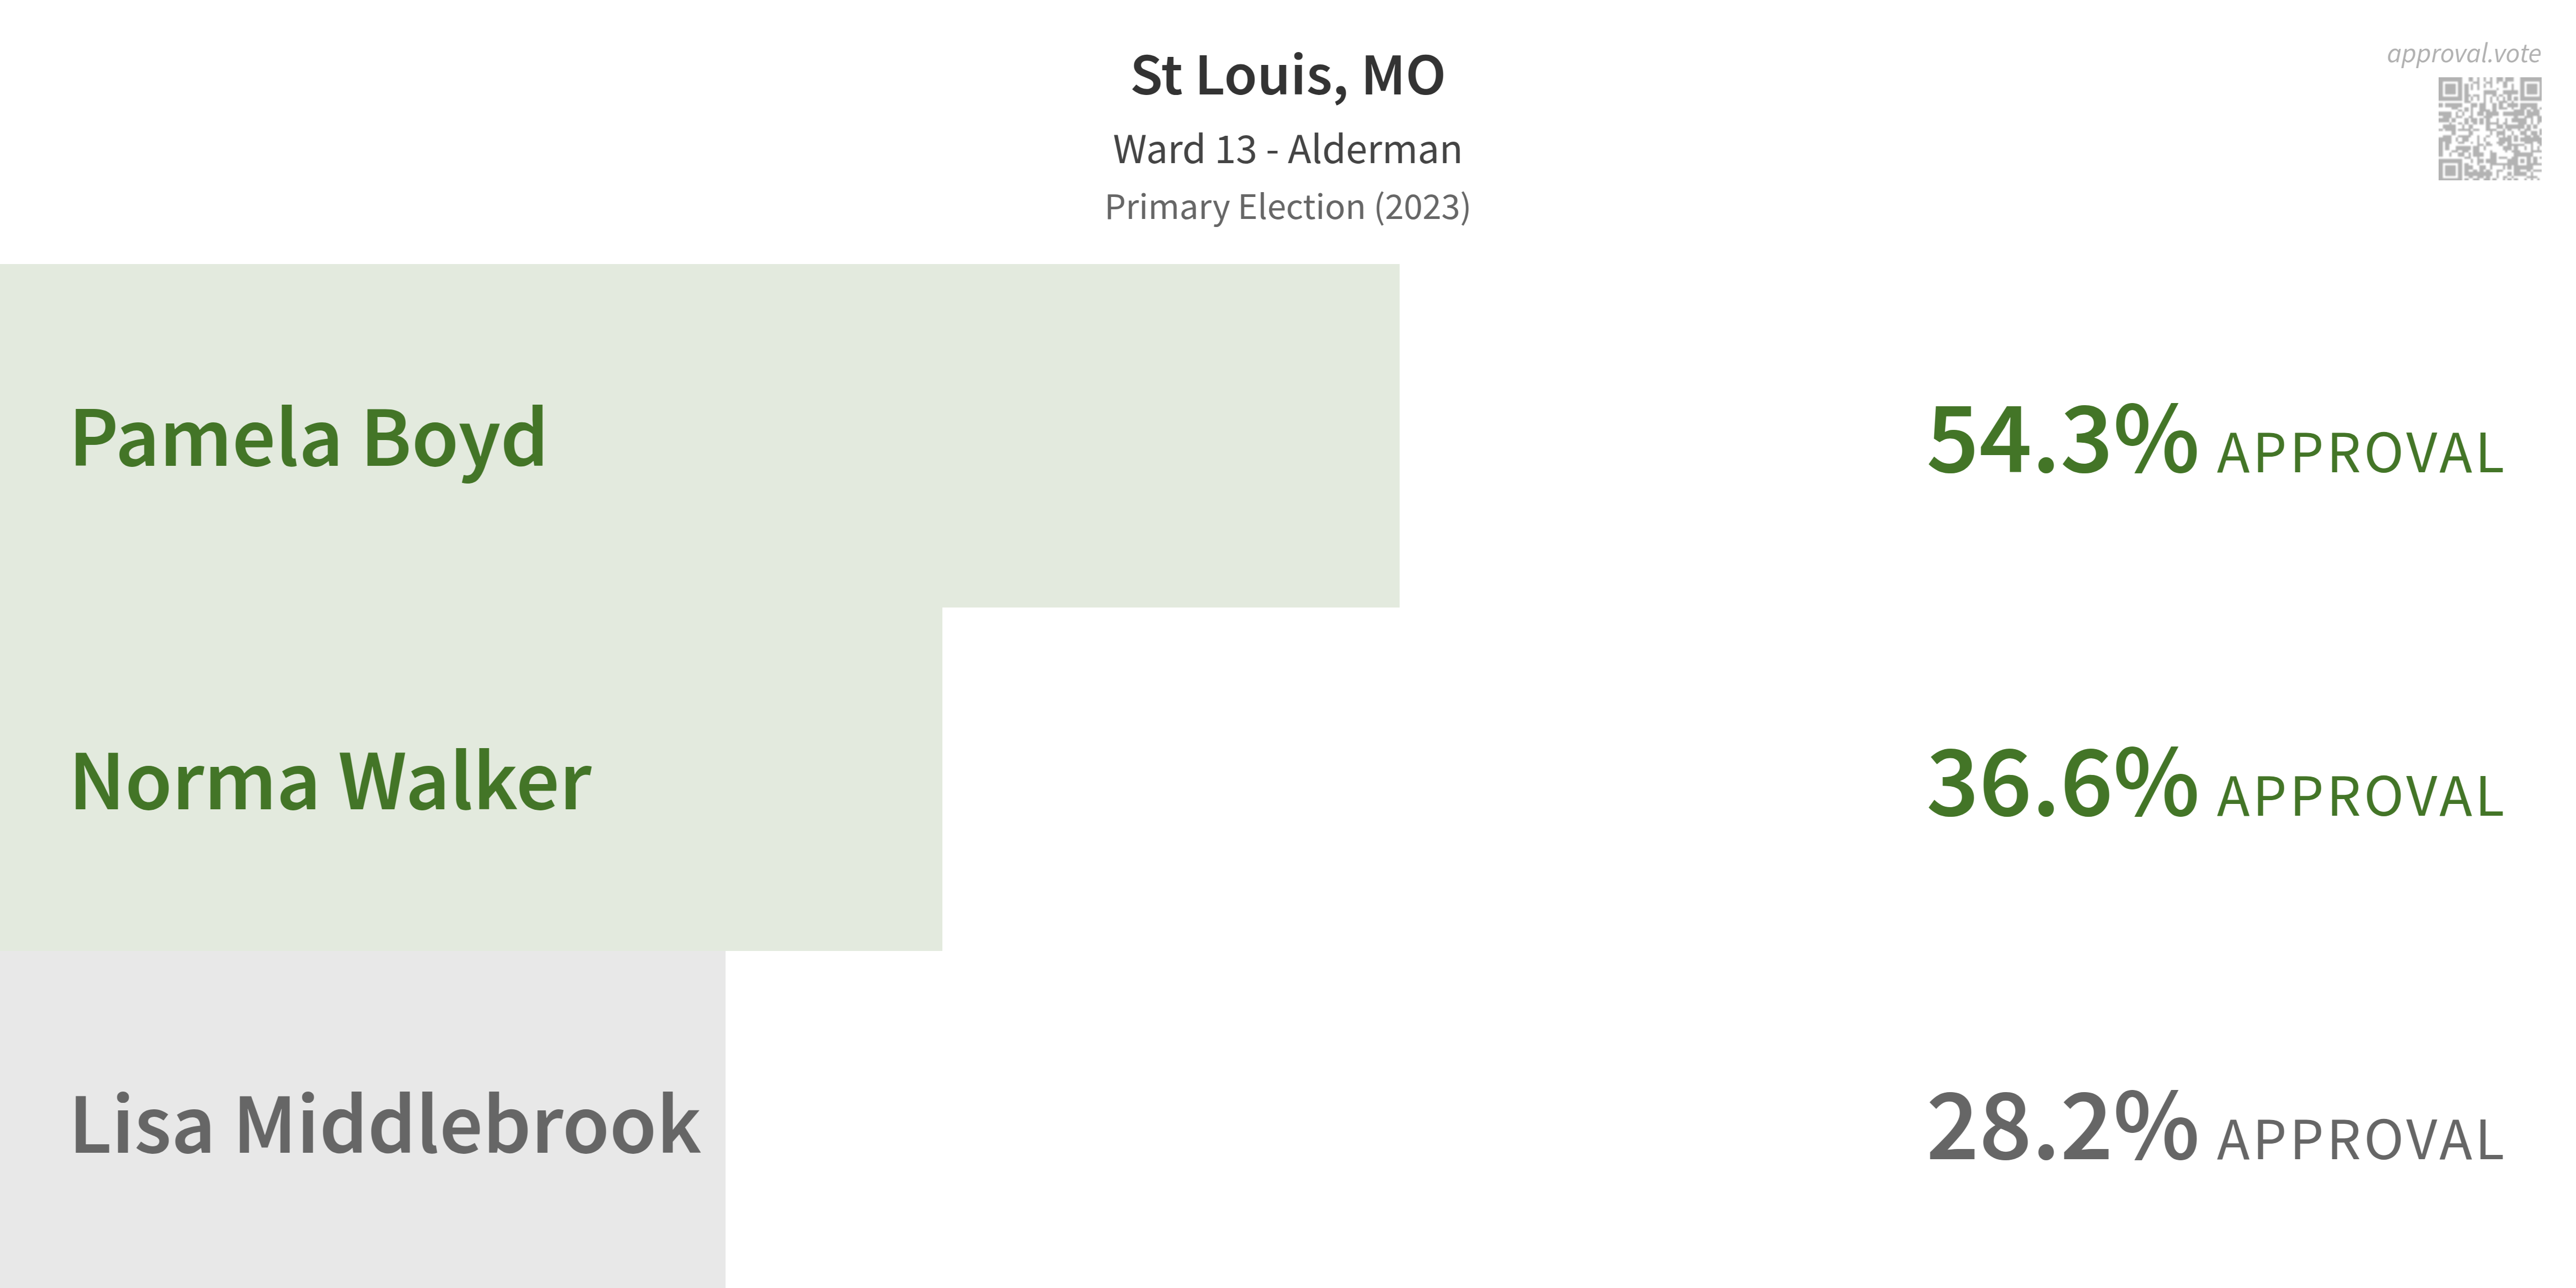 St Louis, MO
approval.vote
Ward 13 - Alderman
Primary Election (2023)
Pamela Boyd 54.3% APPROVAL
Norma Walker 36.6% APPROVAL
Lisa Middlebrook 28.2% APPROVAL